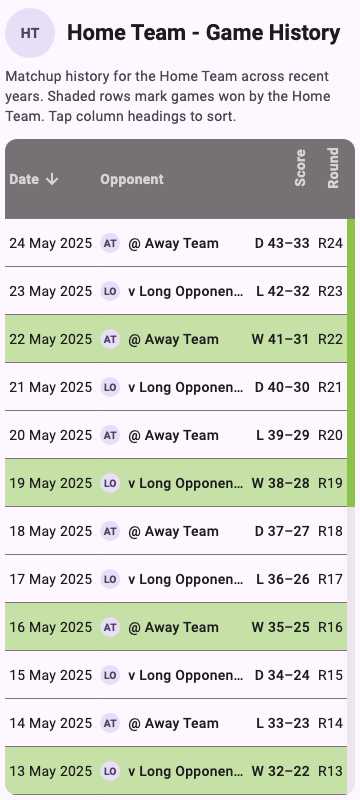 HT Home Team - Game History
Matchup history for the Home Team across recent
years. Shaded rows mark games won by the Home
Team. Tap column headings to sort.
Date ↓ Opponent Score Round
24 May 2025 AT @ Away Team D 43–33 R24
23 May 2025 LO v Long Opponen… L 42–32 R23
22 May 2025 AT @ Away Team W 41–31 R22
21 May 2025 LO v Long Opponen… D 40–30 R21
20 May 2025 AT @ Away Team L 39–29 R20
19 May 2025 LO v Long Opponen… W 38–28 R19
18 May 2025 AT @ Away Team D 37–27 R18
17 May 2025 LO v Long Opponen… L 36–26 R17
16 May 2025 AT @ Away Team W 35–25 R16
15 May 2025 LO v Long Opponen… D 34–24 R15
14 May 2025 AT @ Away Team L 33–23 R14
13 May 2025 LO v Long Opponen… W 32–22 R13